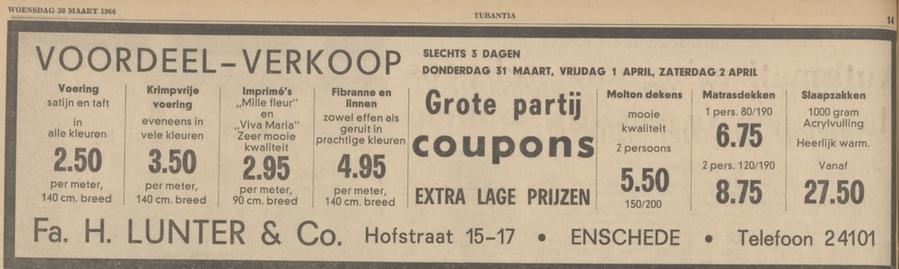 WOENSDAG 30 MAART 1966
TUBANTIA
14
VOORDEEL-VERKOOP
SLECHTS 3 DAGEN
DONDERDAG 31 MAART, VRIJDAG 1 APRIL, ZATERDAG 2 APRIL
Voering
satijn en taft
in
alle kleuren
2.50
per meter,
140 cm. breed
Krimpvrije
voering
eveneens in
vele kleuren
3.50
per meter,
140 cm. breed
Imprimé's
„Mille fleur"
en
„Viva Maria"
Zeer mooie
kwaliteit
2.95
per meter,
90 cm. breed
Fibranne en
linnen
zowel effen als
geruit in
prachtige kleuren
4.95
per meter,
140 cm. breed
Grote partij
coupons
EXTRA LAGE PRIJZEN
Molton dekens
mooie
kwaliteit
2 persoons
5.50
150/200
Matrasdekken
1 pers. 80/190
6.75
2 pers. 120/190
8.75
Slaapzakken
1000 gram
Acrylvulling
Heerlijk warm.
Vanaf
27.50
Fa. H. LUNTER & Co. Hofstraat 15-17 • ENSCHEDE • Telefoon 24101